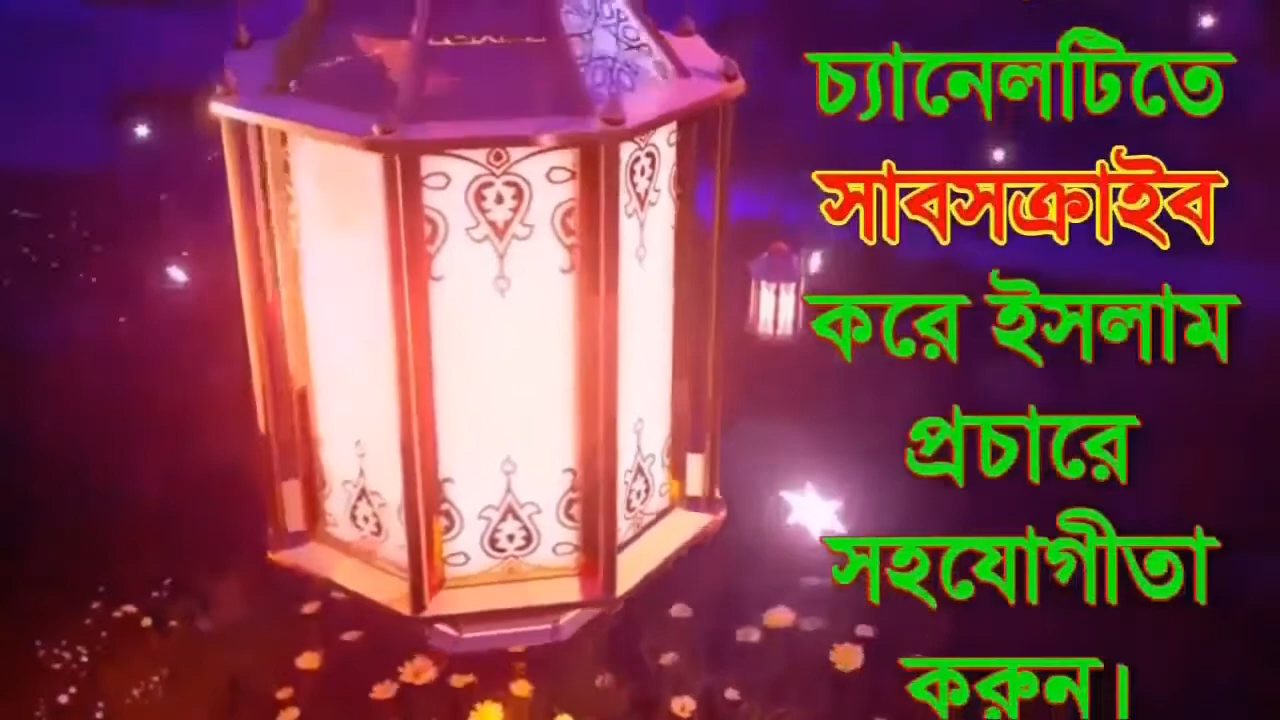 চ্যানেলটিতে
সাবসক্রাইব
করে ইসলাম
প্রচারে
সহযোগীতা
করুন।